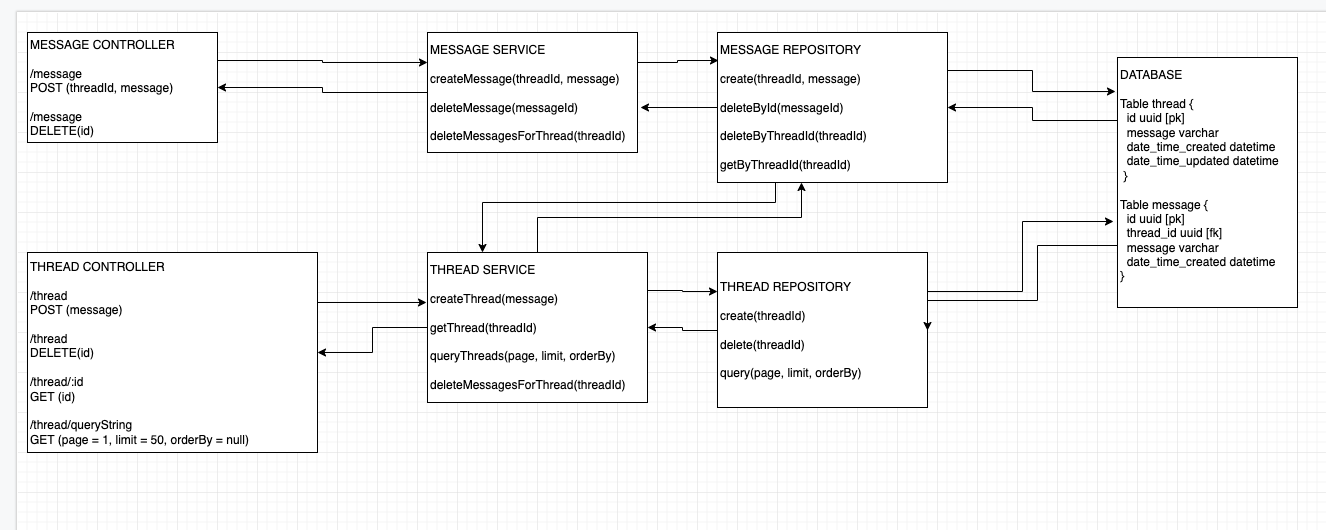 MESSAGE CONTROLLER
/message
POST (threadId, message)
/message
DELETE(id)
MESSAGE SERVICE
createMessage(threadId, message)
deleteMessage(messageId)
deleteMessagesForThread(threadId)
MESSAGE REPOSITORY
create(threadId, message)
deleteById(messageId)
deleteByThreadId(threadId)
getByThreadId(threadId)
DATABASE
Table thread {
id uuid [pk]
message varchar
date_time_created datetime
date_time_updated datetime
}
Table message {
id uuid [pk]
thread_id uuid [fk]
message varchar
date_time_created datetime
}
THREAD CONTROLLER
/thread
POST (message)
/thread
DELETE(id)
/thread/:id
GET (id)
/thread/queryString
GET (page = 1, limit = 50, orderBy = null)
THREAD SERVICE
createThread(message)
getThread(threadId)
queryThreads(page, limit, orderBy)
deleteMessagesForThread(threadId)
THREAD REPOSITORY
create(threadId)
delete(threadId)
query(page, limit, orderBy)